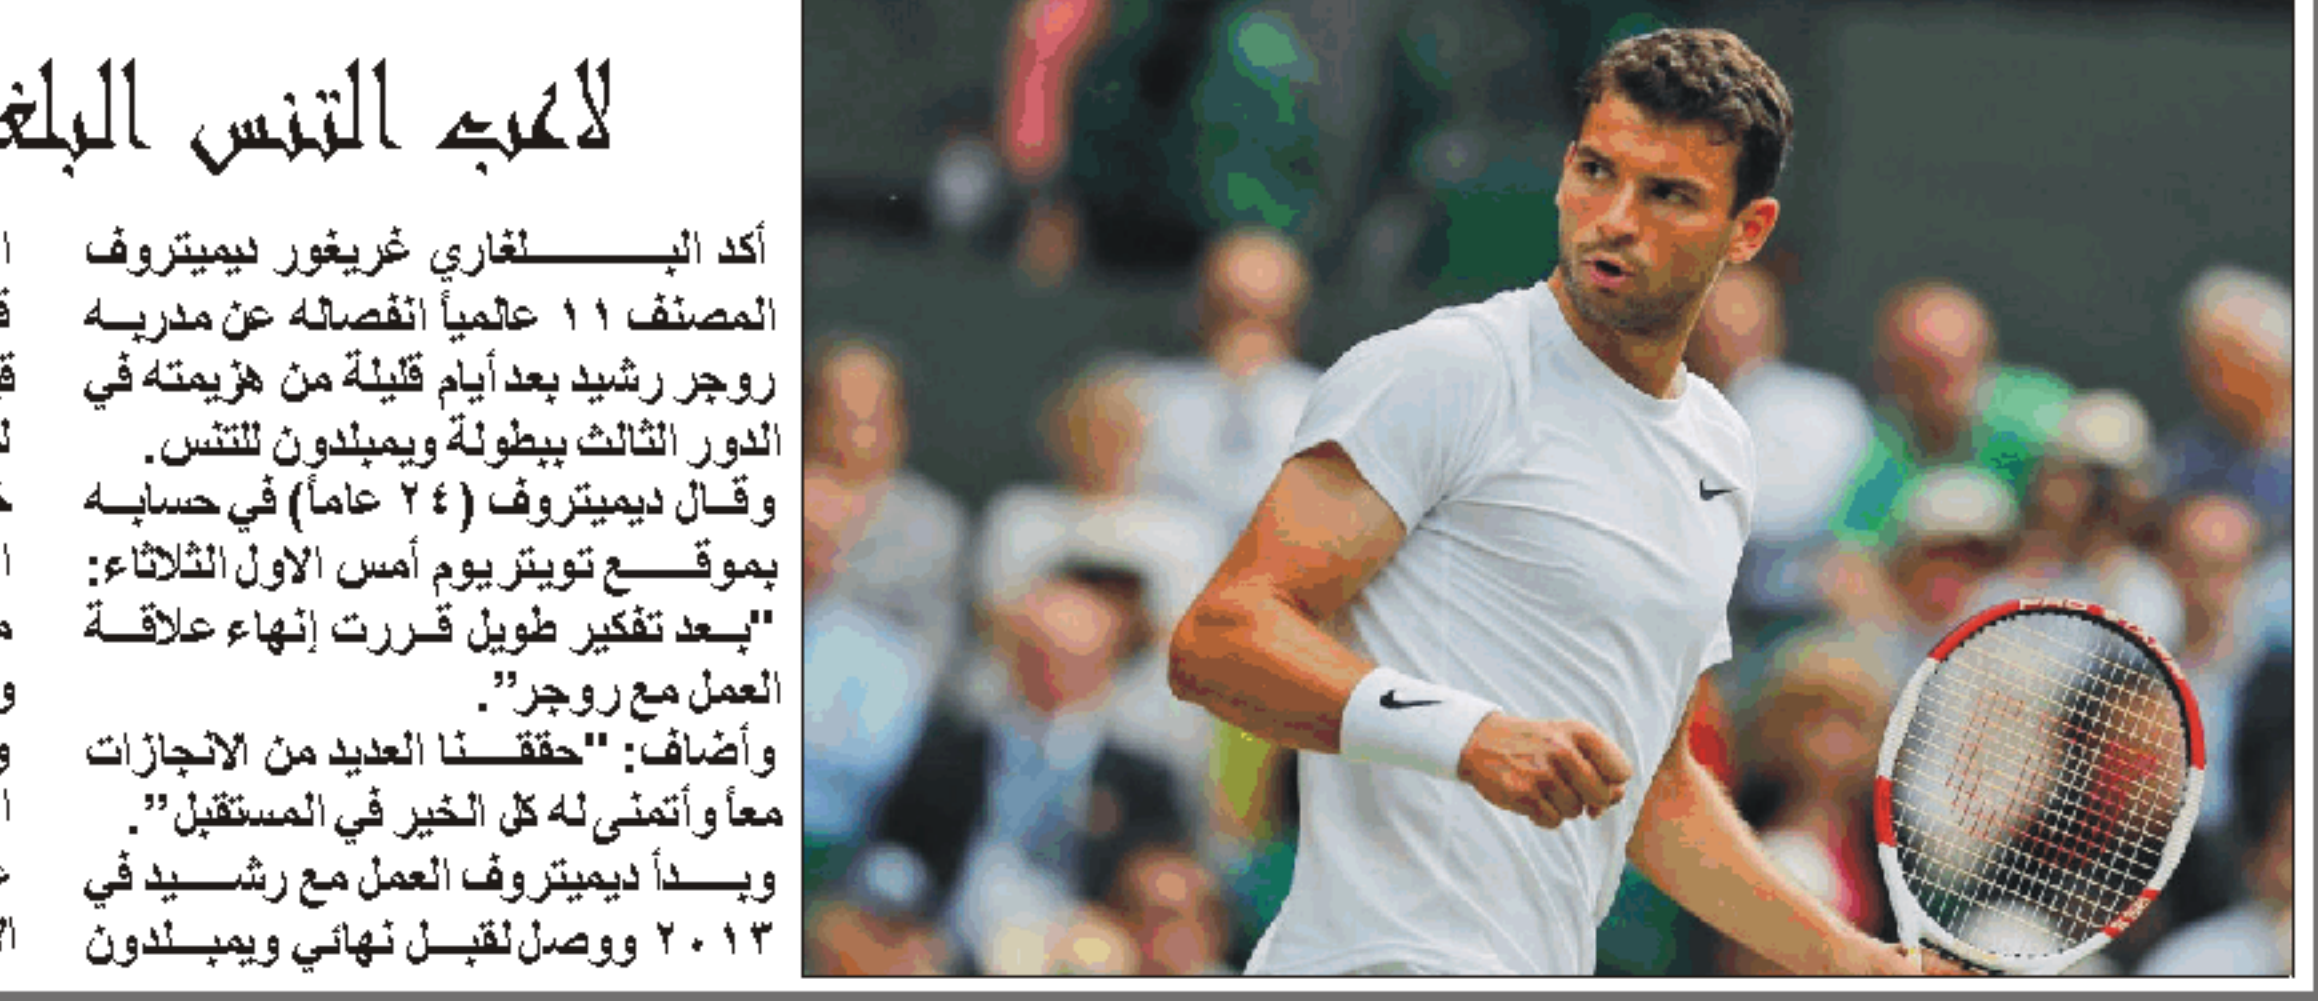 لاعب التنس البلغ
أكد البلغاري غريغور ديميتروف
المصنف ١١ عالمياً انفصاله عن مدربه
روجر رشيد بعد أيام قليلة من هزيمته في
الدور الثالث ببطولة ويمبلدون للتنس.
وقال ديميتروف (٢٤ عاماً) في حسابه
بموقع تويتر يوم أمس الاول الثلاثاء:
"بعد تفكير طويل قررت إنهاء علاقة
العمل مع روجر”.
وأضاف: "حققنا العديد من الانجازات
معاً وأتمنى له كل الخير في المستقبل”.
وبدأ ديميتروف العمل مع رشيد في
٢٠١٣ ووصل لقبل نهائي ويمبلدون